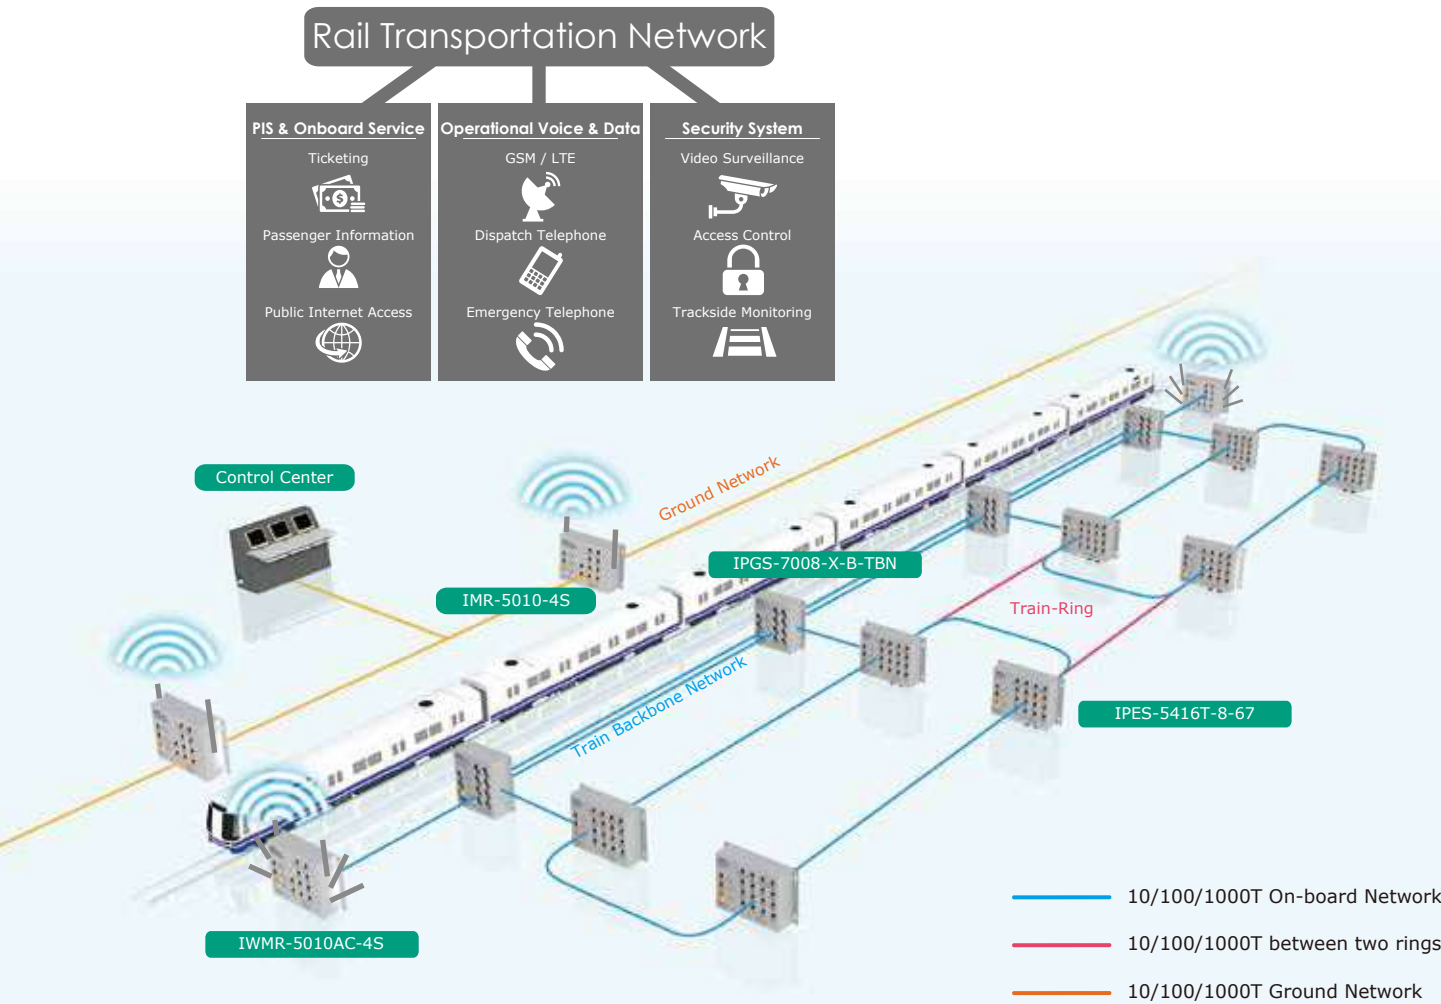 Rail Transportation Network
PIS & Onboard Service
Ticketing
Passenger Information
Public Internet Access
Operational Voice & Data
GSM / LTE
Dispatch Telephone
Emergency Telephone
Security System
Video Surveillance
Access Control
Trackside Monitoring
Control Center
Ground Network
IPGS-7008-X-B-TBN
IMR-5010-4S
Train-Ring
Train Backbone Network
IPES-5416T-8-67
IWMR-5010AC-4S
10/100/1000T On-board Network
10/100/1000T between two rings
10/100/1000T Ground Network